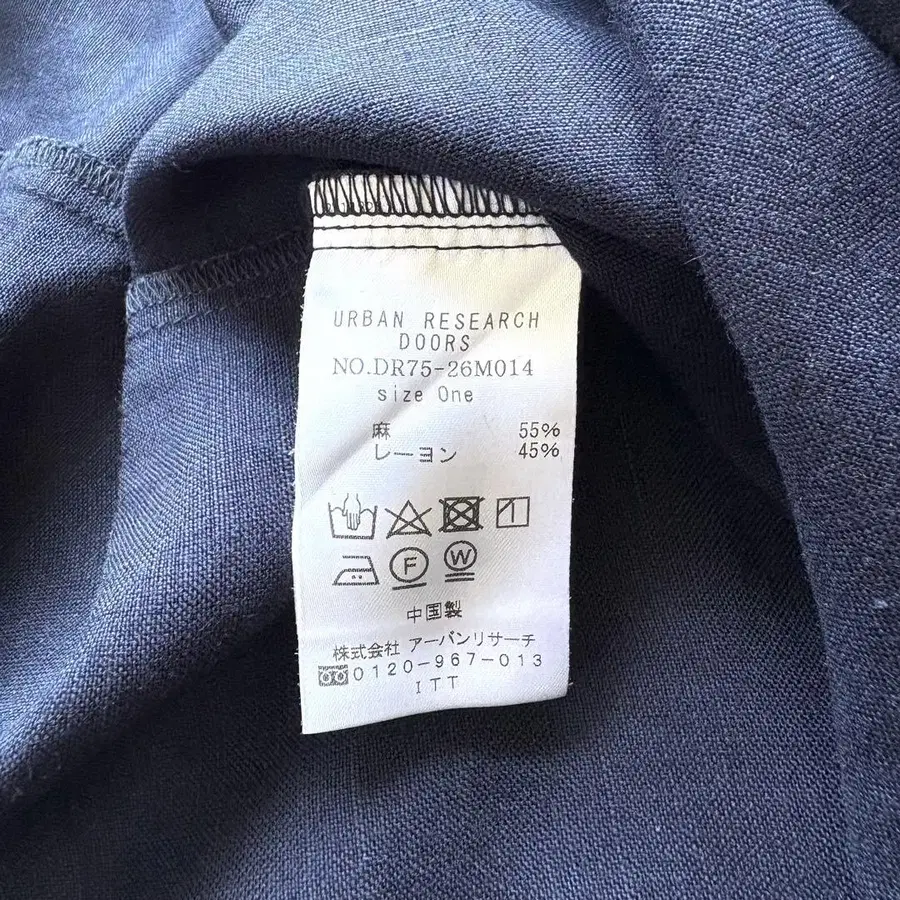 URBAN RESEARCH
DOORS
NO.DR75-26M014
size One
麻 55%
レーヨン 45%
F W
中国製
株式会社 アーバンリサーチ
0120-967-013
ITT